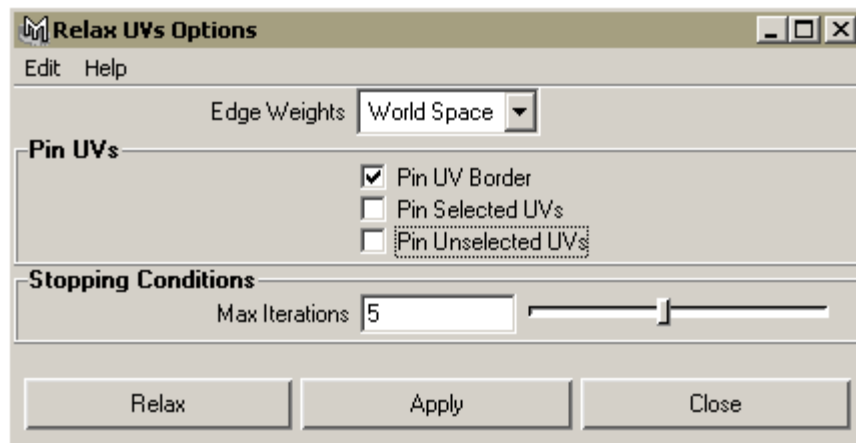 Relax UVs Options
Edit Help
Edge Weights World Space
Pin UVs
Pin UV Border
Pin Selected UVs
Pin Unselected UVs
Stopping Conditions
Max Iterations 5
Relax Apply Close